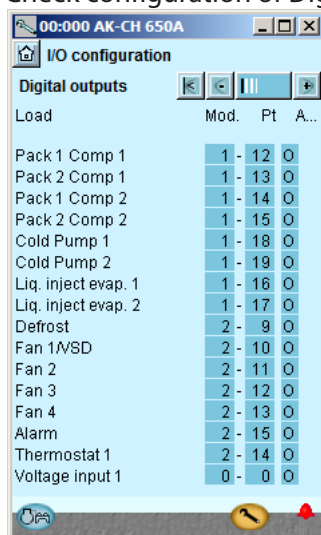 Check configuration of Di
00:000 AK-CH 650A
I/O configuration
Digital outputs
Load Mod. Pt A...
Pack 1 Comp 1 1 - 12 O
Pack 2 Comp 1 1 - 13 O
Pack 1 Comp 2 1 - 14 O
Pack 2 Comp 2 1 - 15 O
Cold Pump 1 1 - 18 O
Cold Pump 2 1 - 19 O
Liq. inject evap. 1 1 - 16 O
Liq. inject evap. 2 1 - 17 O
Defrost 2 - 9 O
Fan 1/VSD 2 - 10 O
Fan 2 2 - 11 O
Fan 3 2 - 12 O
Fan 4 2 - 13 O
Alarm 2 - 15 O
Thermostat 1 2 - 14 O
Voltage input 1 0 - 0 O